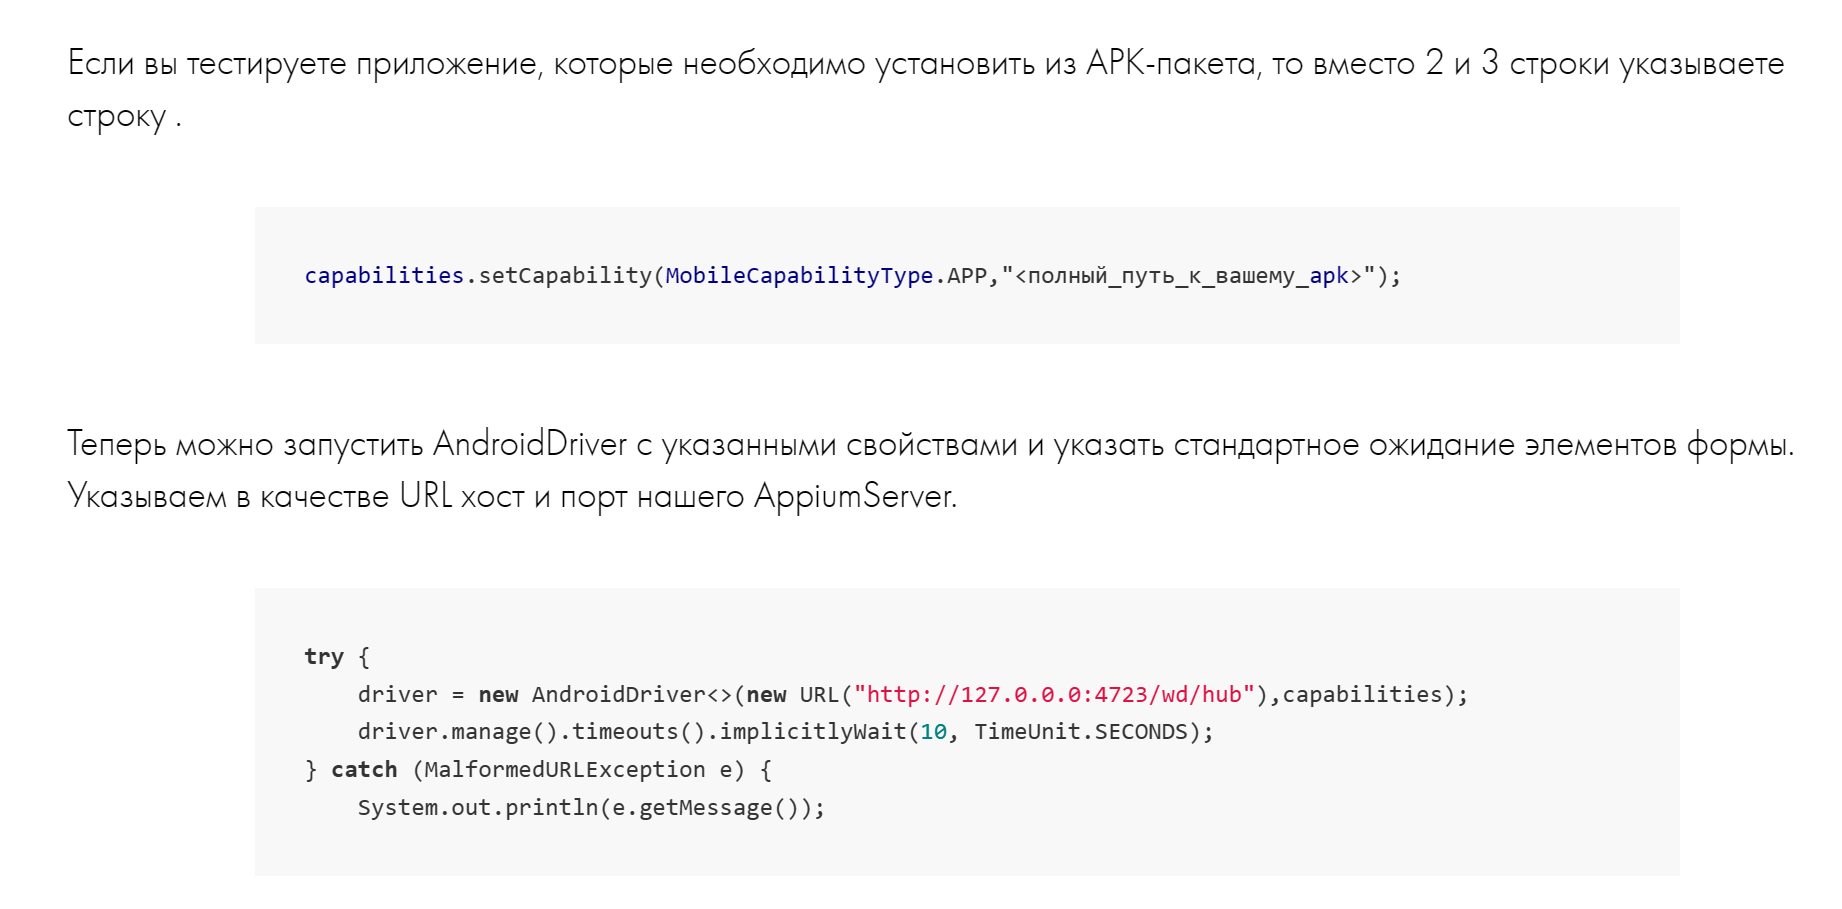 Если вы тестируете приложение, которые необходимо установить из APK-пакета, то вместо 2 и 3 строки указываете
строку .
capabilities.setCapability(MobileCapabilityType.APP,"<полный_путь_к_вашему_apk>");
Теперь можно запустить AndroidDriver с указанными свойствами и указать стандартное ожидание элементов формы.
Указываем в качестве URL хост и порт нашего AppiumServer.
try {
    driver = new AndroidDriver<>(new URL("http://127.0.0.0:4723/wd/hub"),capabilities);
    driver.manage().timeouts().implicitlyWait(10, TimeUnit.SECONDS);
} catch (MalformedURLException e) {
    System.out.println(e.getMessage());